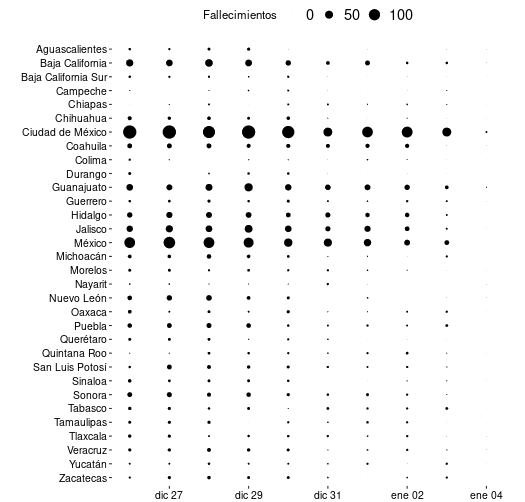 Fallecimientos 0 50 100
Aguascalientes
Baja California
Baja California Sur
Campeche
Chiapas
Chihuahua
Ciudad de México
Coahuila
Colima
Durango
Guanajuato
Guerrero
Hidalgo
Jalisco
México
Michoacán
Morelos
Nayarit
Nuevo León
Oaxaca
Puebla
Querétaro
Quintana Roo
San Luis Potosí
Sinaloa
Sonora
Tabasco
Tamaulipas
Tlaxcala
Veracruz
Yucatán
Zacatecas
dic 27 dic 29 dic 31 ene 02 ene 04